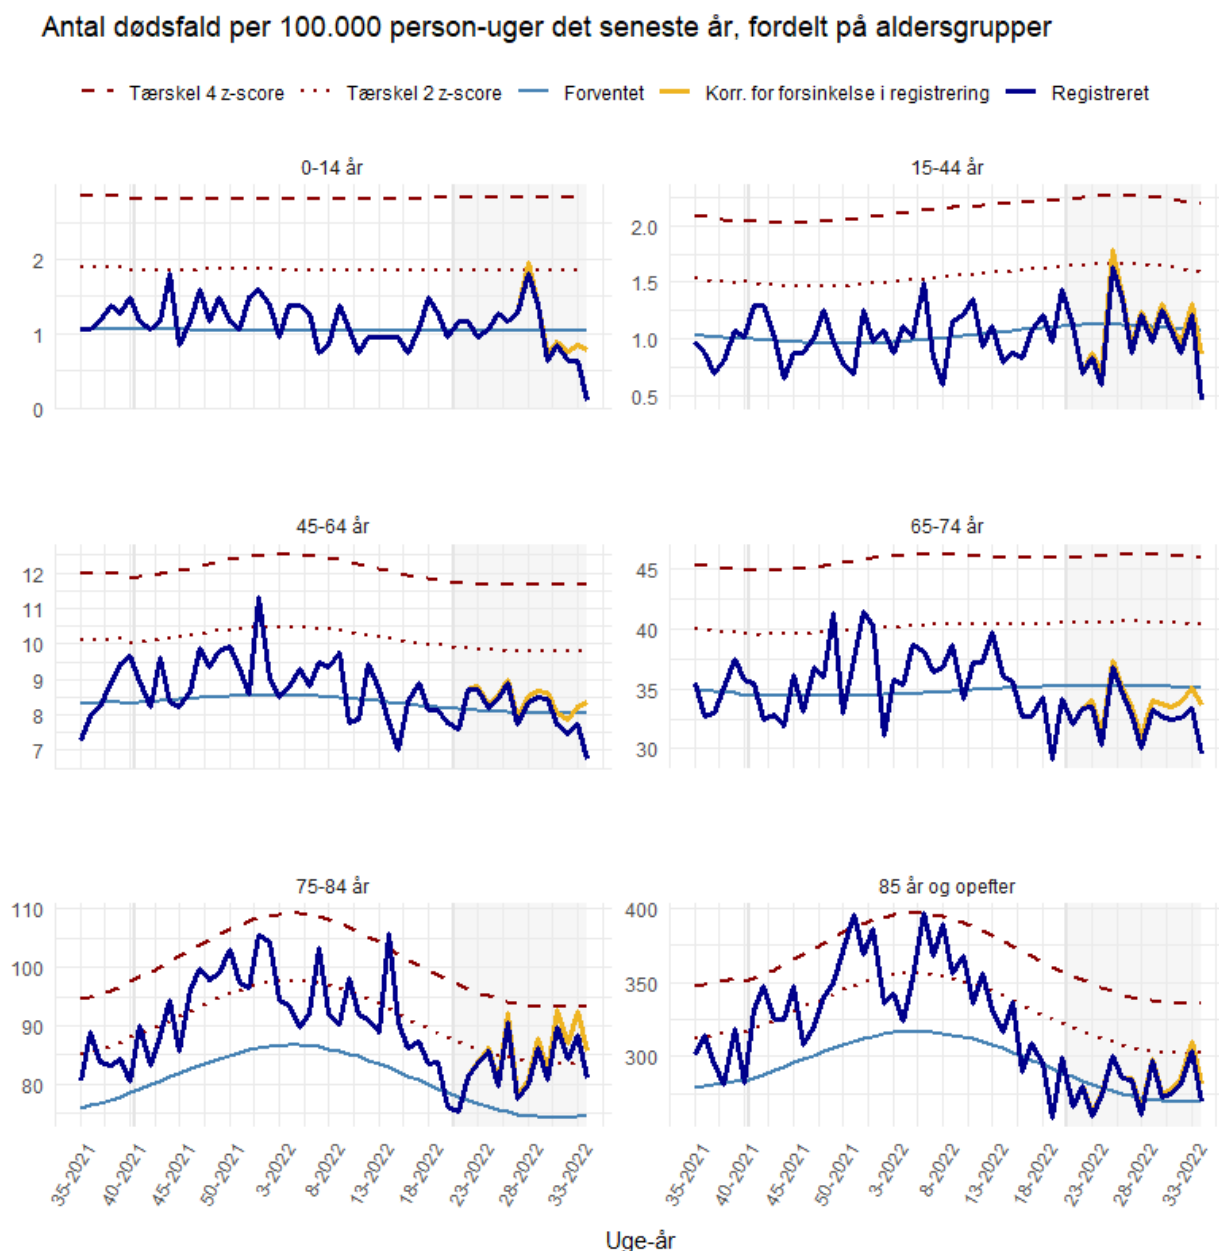 Antal dødsfald per 100.000 person-uger det seneste år, fordelt på aldersgrupper
Tærskel 4 z-score Tærskel 2 z-score Forventet Korr. for forsinkelse i registrering Registreret
0-14 år
2
1
0
15-44 år
2.0
1.5
1.0
0.5
45-64 år
12
11
10
9
8
7
65-74 år
45
40
35
30
75-84 år
110
100
90
80
85 år og opefter
400
350
300
35-2021 40-2021 45-2021 50-2021 3-2022 8-2022 13-2022 18-2022 23-2022 28-2022 33-2022
35-2021 40-2021 45-2021 50-2021 3-2022 8-2022 13-2022 18-2022 23-2022 28-2022 33-2022
Uge-år